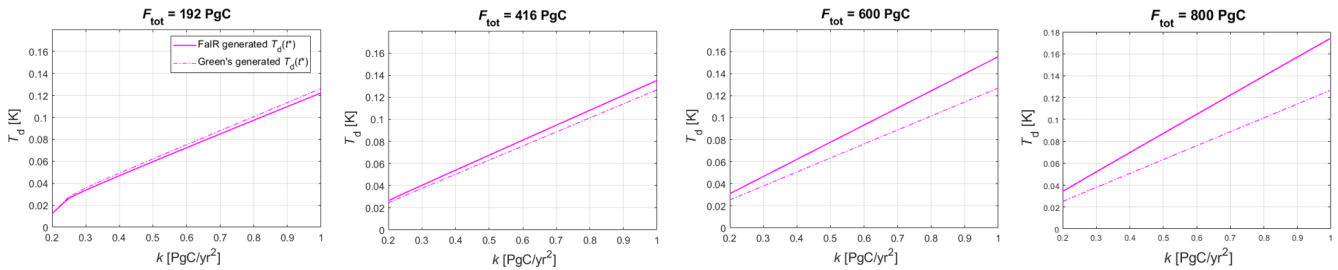 F_tot = 192 PgC
0.16
0.14
0.12
0.1
0.08
0.06
0.04
0.02
0
T_d [K]
FaIR generated T_d(t*)
Green's generated T_d(t*)
0.2 0.3 0.4 0.5 0.6 0.7 0.8 0.9 1
k [PgC/yr²]
F_tot = 416 PgC
0.16
0.14
0.12
0.1
0.08
0.06
0.04
0.02
0
T_d [K]
0.2 0.3 0.4 0.5 0.6 0.7 0.8 0.9 1
k [PgC/yr²]
F_tot = 600 PgC
0.16
0.14
0.12
0.1
0.08
0.06
0.04
0.02
0
T_d [K]
0.2 0.3 0.4 0.5 0.6 0.7 0.8 0.9 1
k [PgC/yr²]
F_tot = 800 PgC
0.18
0.16
0.14
0.12
0.1
0.08
0.06
0.04
0.02
0
T_d [K]
0.2 0.3 0.4 0.5 0.6 0.7 0.8 0.9 1
k [PgC/yr²]